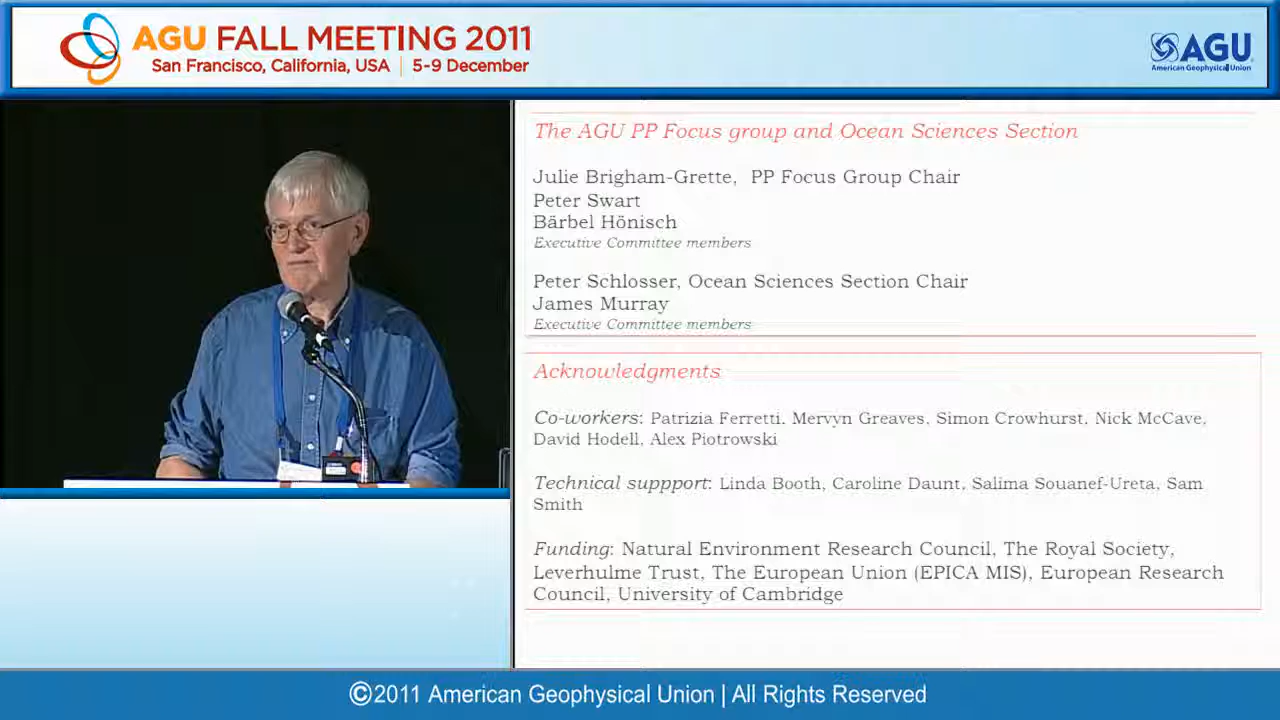 AGU FALL MEETING 2011
San Francisco, California, USA | 5-9 December
AGU
American Geophysical Union
The AGU PP Focus group and Ocean Sciences Section
Julie Brigham-Grette, PP Focus Group Chair
Peter Swart
Bärbel Hönisch
Executive Committee members
Peter Schlosser, Ocean Sciences Section Chair
James Murray
Executive Committee members
Acknowledgments
Co-workers: Patrizia Ferretti. Mervyn Greaves, Simon Crowhurst, Nick McCave,
David Hodell, Alex Piotrowski
Technical suppport: Linda Booth, Caroline Daunt, Salima Souanef-Ureta, Sam
Smith
Funding: Natural Environment Research Council, The Royal Society,
Leverhulme Trust, The European Union (EPICA MIS), European Research
Council, University of Cambridge
©2011 American Geophysical Union | All Rights Reserved